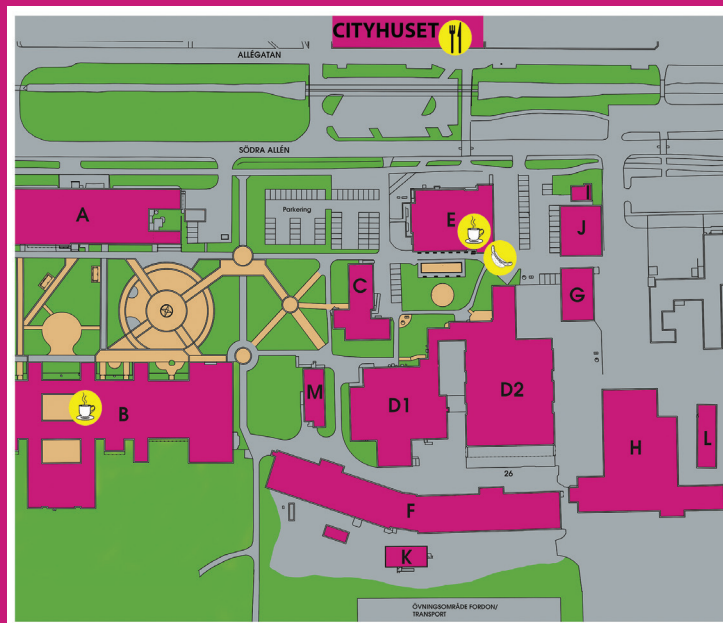 CITYHUSET
ALLÉGATAN
SÖDRA ALLÉN
A
Parkering
E
I
J
C
G
B
M
D1
D2
H
L
26
F
K
ÖVNINGSOMRÅDE FORDON/
TRANSPORT